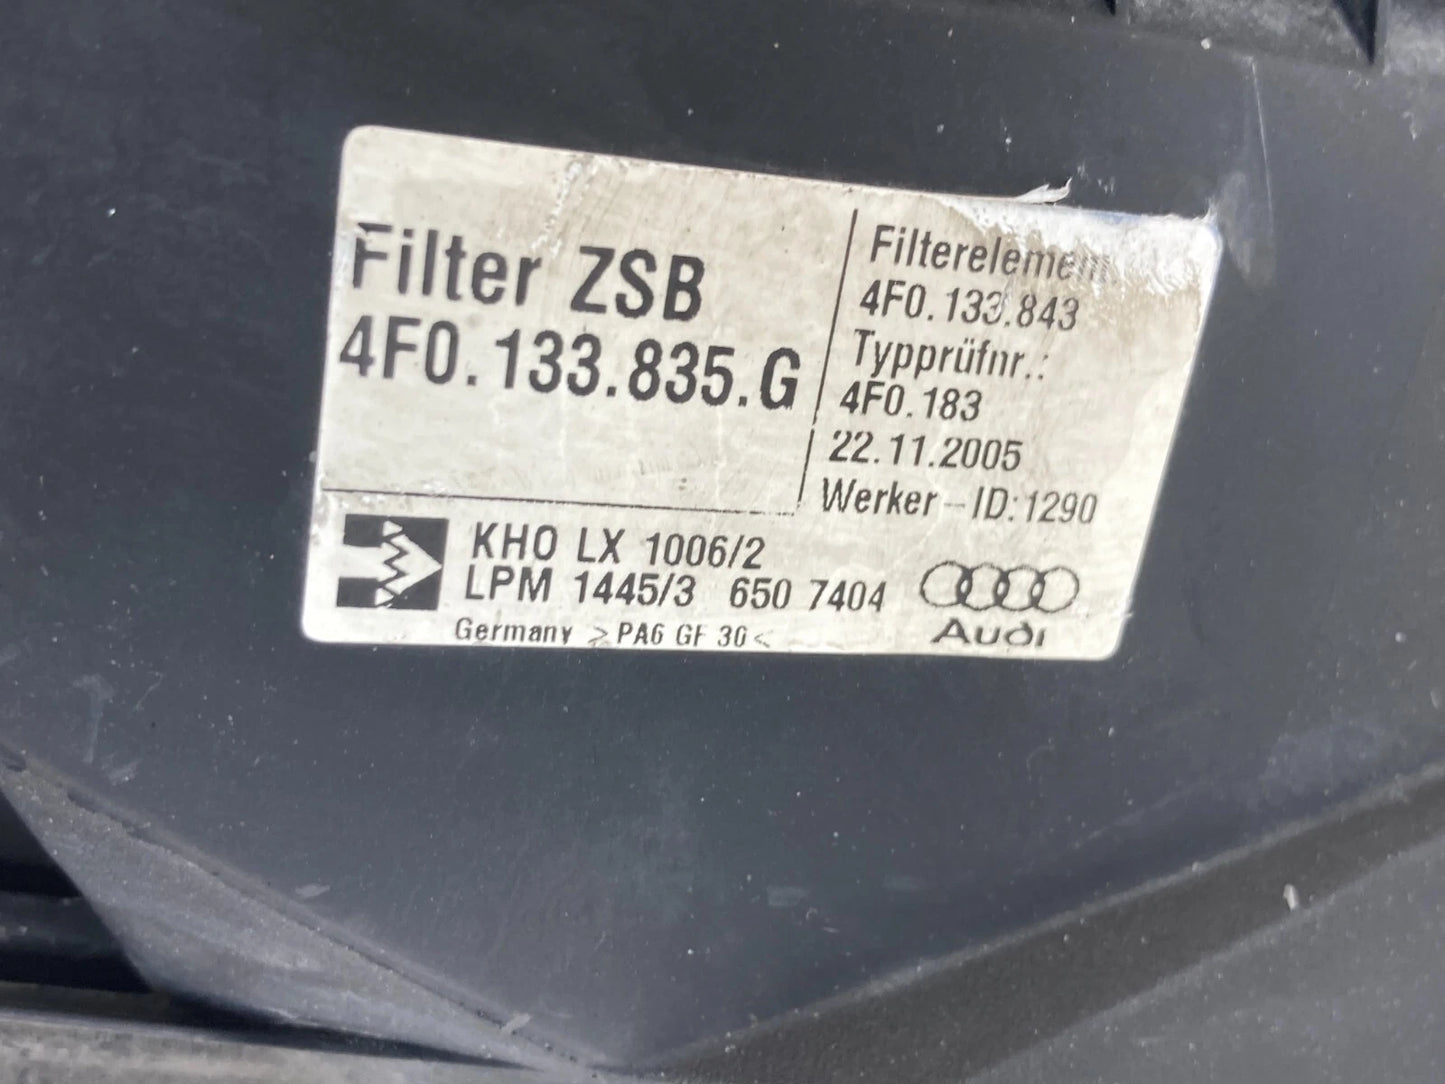 Filter ZSB
4F0.133.835.G
Filterelement
4F0.133.843
Typprüfnr.:
4F0.183
22.11.2005
Werker-ID:1290
KHO LX 1006/2
LPM 1445/3 650 7404
Germany >PA6 GF 30<
Audi